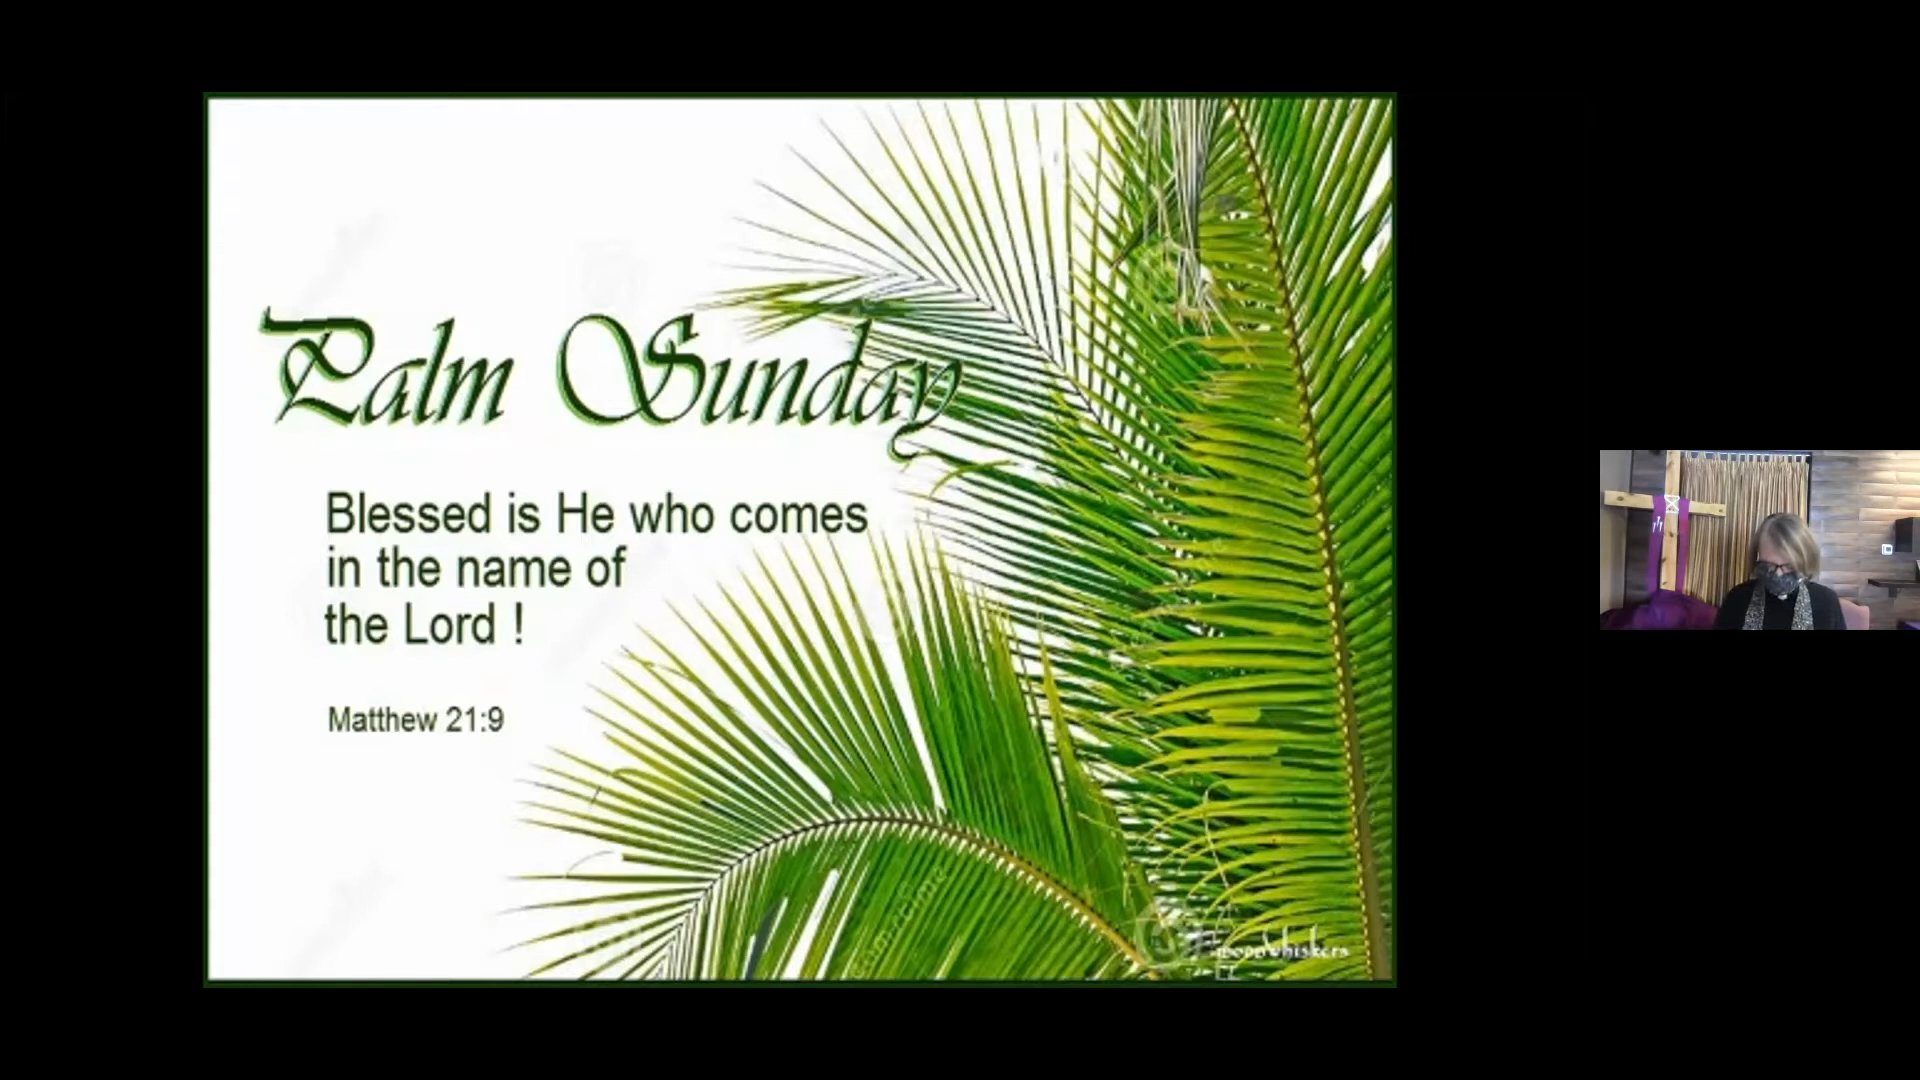 Palm Sunday
Blessed is He who comes
in the name of
the Lord !
Matthew 21:9